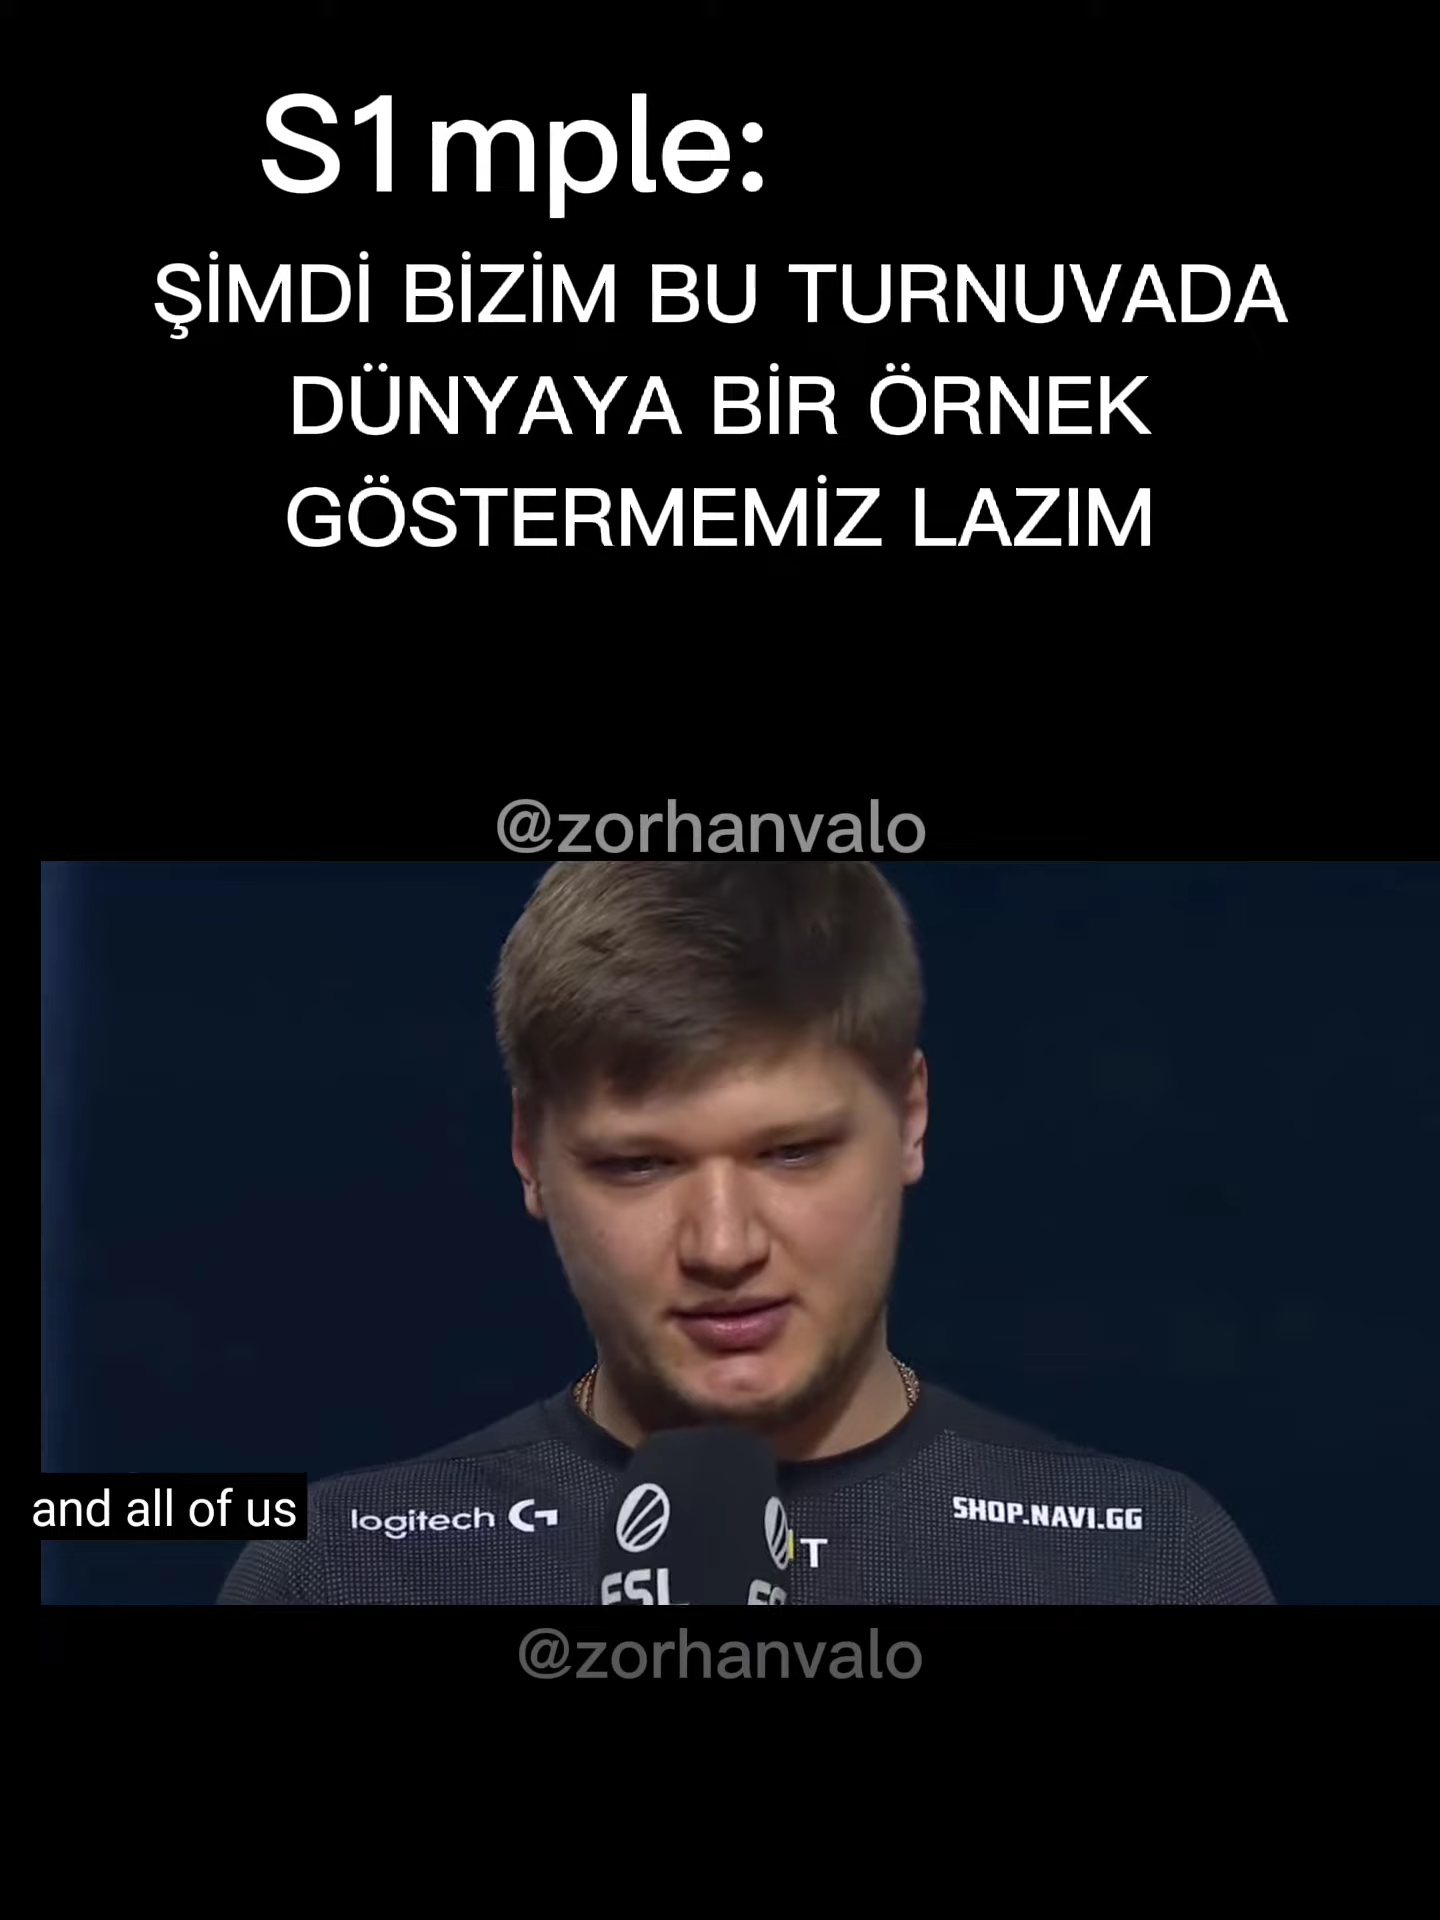 S1mple:
ŞİMDİ BİZİM BU TURNUVADA
DÜNYAYA BİR ÖRNEK
GÖSTERMEMİZ LAZIM
@zorhanvalo
and all of us
logitech G
SHOP.NAVI.GG
T
ESL
@zorhanvalo